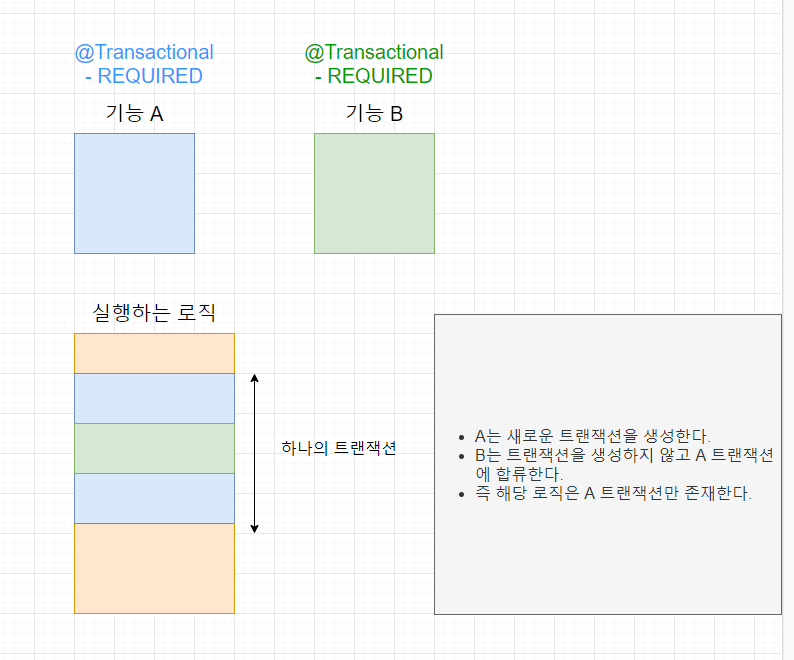 @Transactional
- REQUIRED
기능 A
@Transactional
- REQUIRED
기능 B
실행하는 로직
하나의 트랜잭션
• A는 새로운 트랜잭션을 생성한다.
• B는 트랜잭션을 생성하지 않고 A 트랜잭션
에 합류한다.
• 즉 해당 로직은 A 트랜잭션만 존재한다.